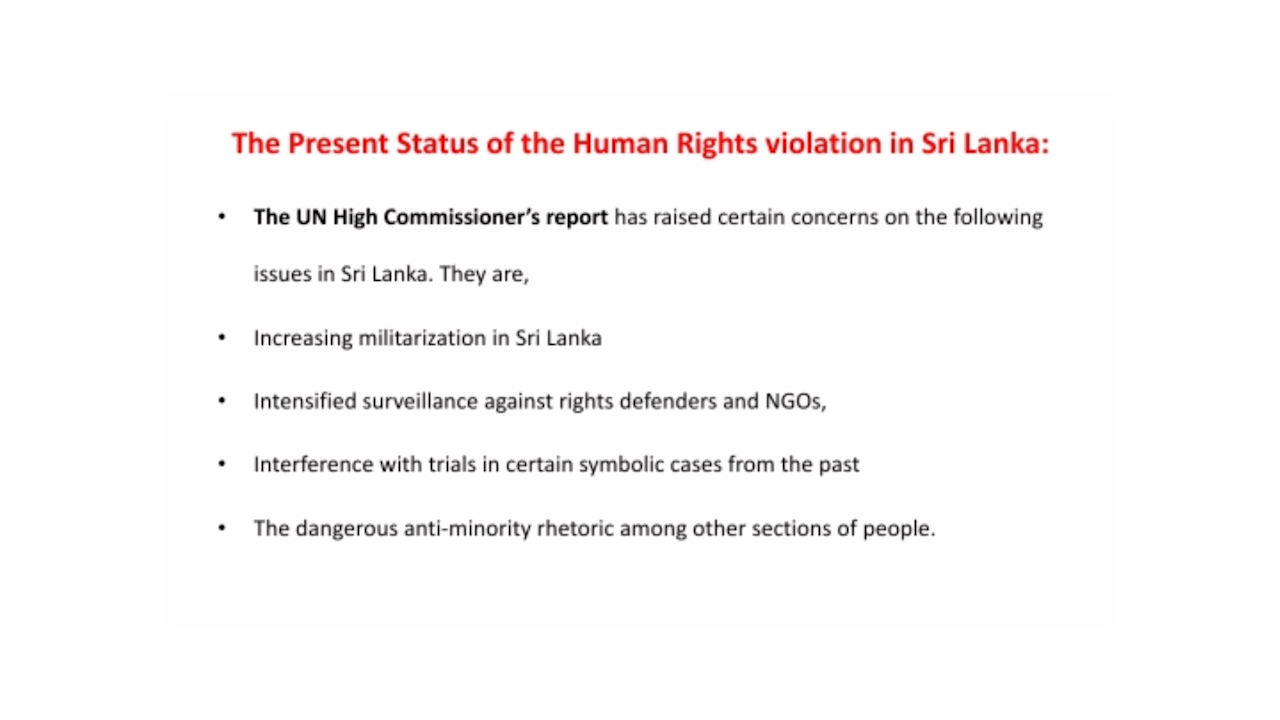 The Present Status of the Human Rights violation in Sri Lanka:
• The UN High Commissioner’s report has raised certain concerns on the following
issues in Sri Lanka. They are,
• Increasing militarization in Sri Lanka
• Intensified surveillance against rights defenders and NGOs,
• Interference with trials in certain symbolic cases from the past
• The dangerous anti-minority rhetoric among other sections of people.